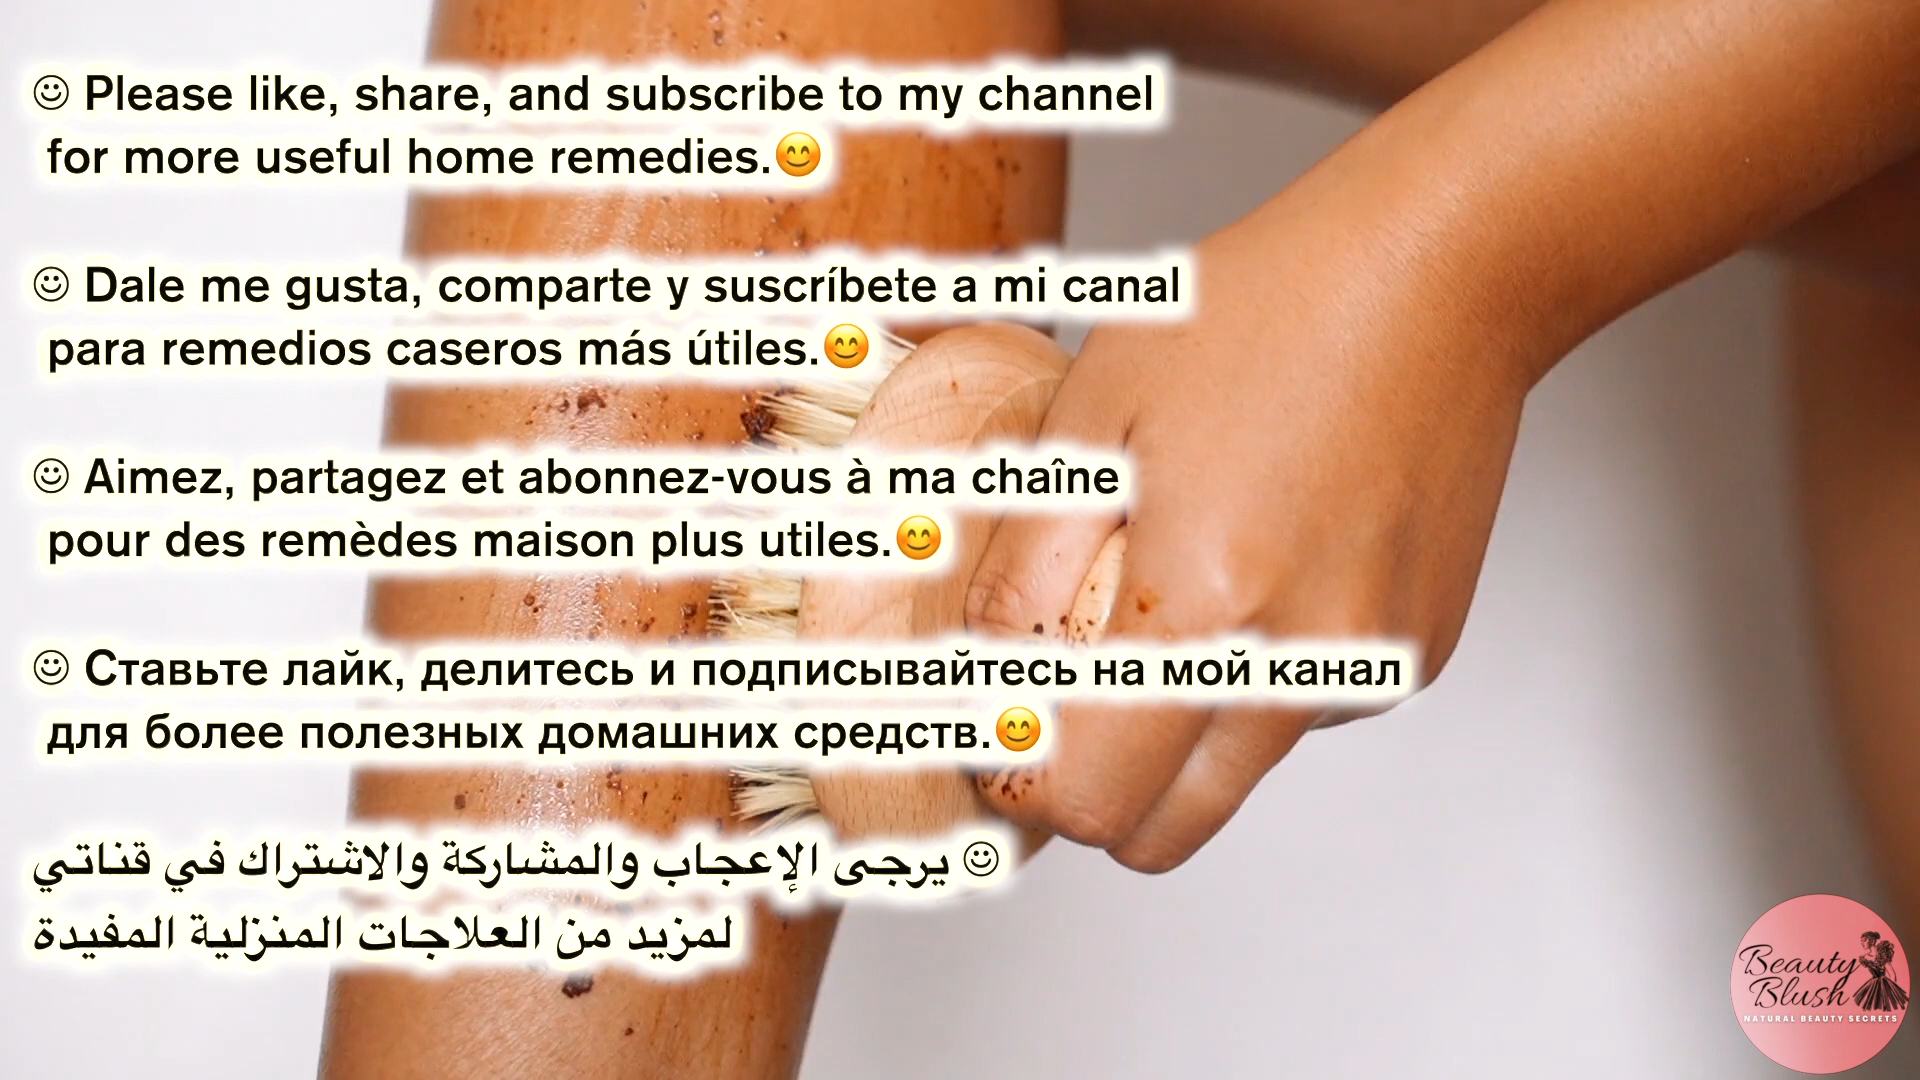 ☺ Please like, share, and subscribe to my channel
for more useful home remedies.😊
☺ Dale me gusta, comparte y suscríbete a mi canal
para remedios caseros más útiles.😊
☺ Aimez, partagez et abonnez-vous à ma chaîne
pour des remèdes maison plus utiles.😊
☺ Ставьте лайк, делитесь и подписывайтесь на мой канал
для более полезных домашних средств.😊
☺ يرجى الإعجاب والمشاركة والاشتراك في قناتي
لمزيد من العلاجات المنزلية المفيدة
Beauty
Blush
NATURAL BEAUTY SECRETS